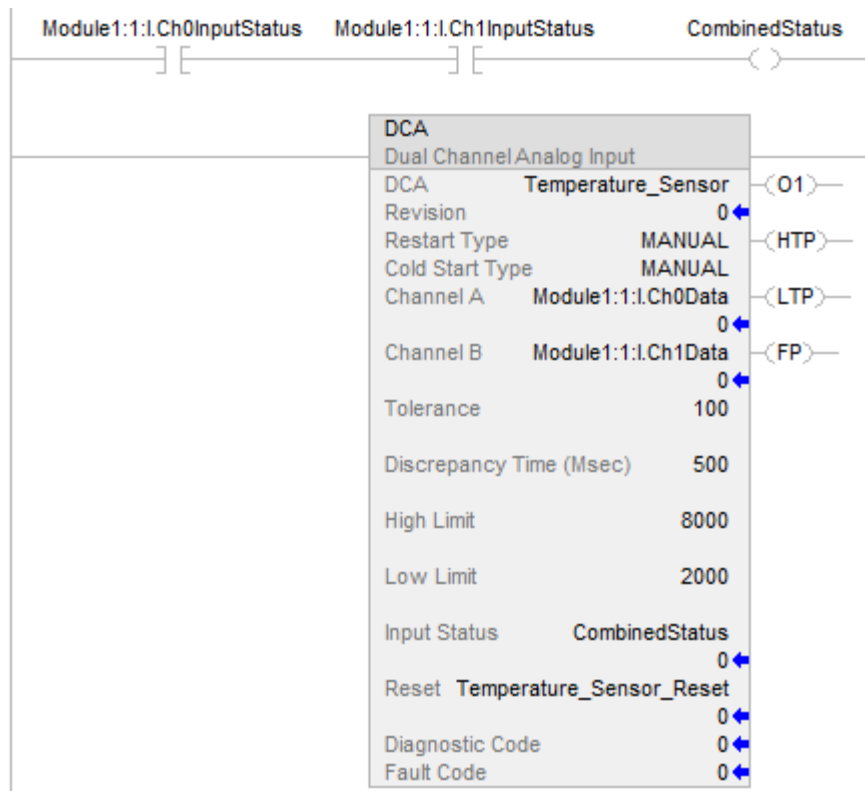 Module1:1:I.Ch0InputStatus Module1:1:I.Ch1InputStatus CombinedStatus
DCA
Dual Channel Analog Input
DCA Temperature_Sensor O1
Revision 0
Restart Type MANUAL HTP
Cold Start Type MANUAL
Channel A Module1:1:I.Ch0Data LTP
0
Channel B Module1:1:I.Ch1Data FP
0
Tolerance 100
Discrepancy Time (Msec) 500
High Limit 8000
Low Limit 2000
Input Status CombinedStatus
0
Reset Temperature_Sensor_Reset
0
Diagnostic Code 0
Fault Code 0